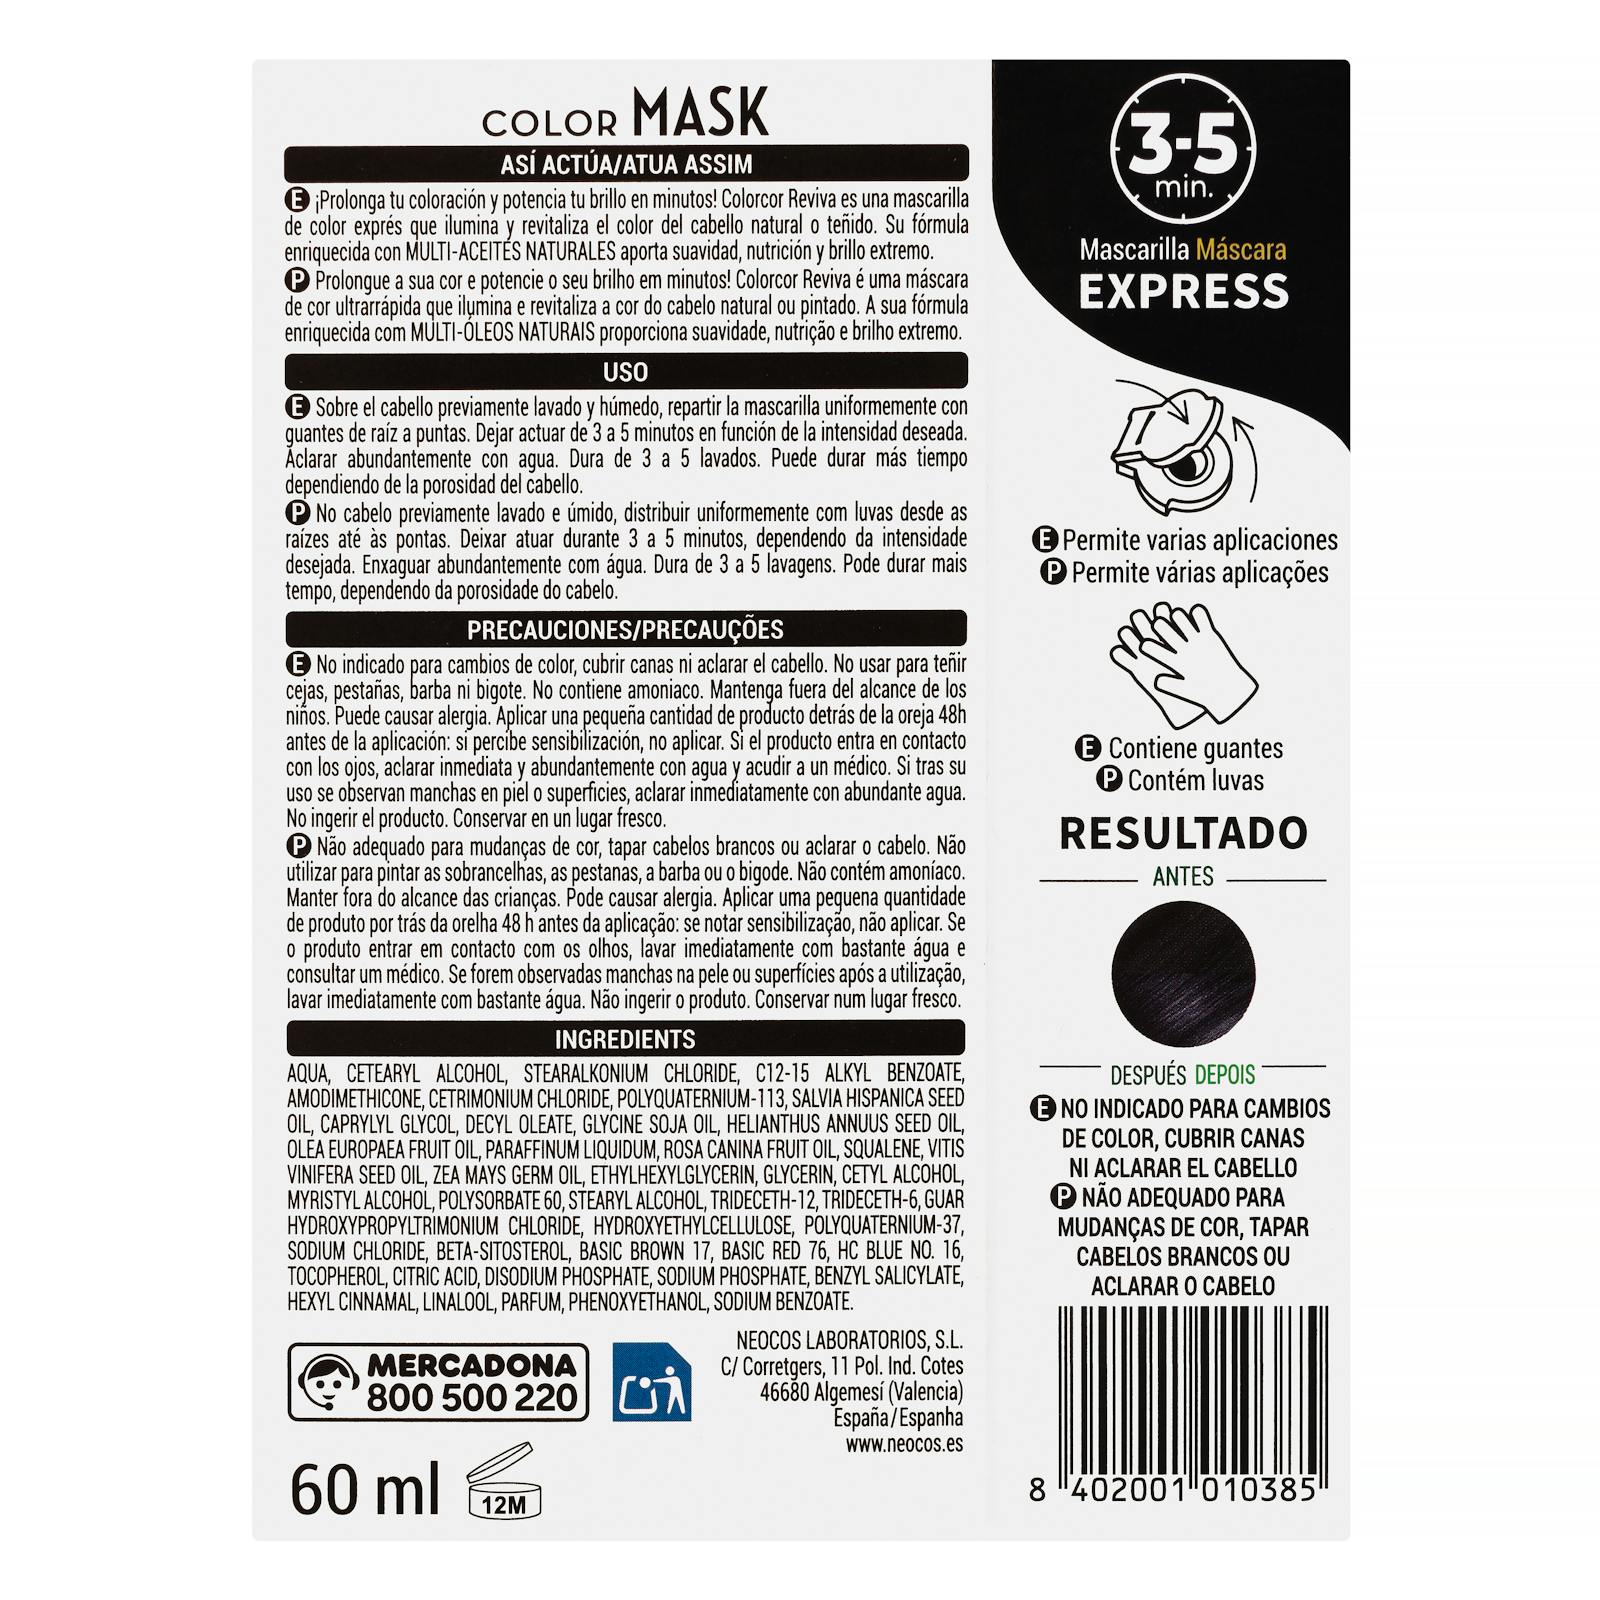 COLOR MASK
ASÍ ACTÚA/ATUA ASSIM
E ¡Prolonga tu coloración y potencia tu brillo en minutos! Colorcor Reviva es una mascarilla
de color exprés que ilumina y revitaliza el color del cabello natural o teñido. Su fórmula
enriquecida con MULTI-ACEITES NATURALES aporta suavidad, nutrición y brillo extremo.
P Prolongue a sua cor e potencie o seu brilho em minutos! Colorcor Reviva é uma máscara
de cor ultrarrápida que ilumina e revitaliza a cor do cabelo natural ou pintado. A sua fórmula
enriquecida com MULTI-ÓLEOS NATURAIS proporciona suavidade, nutrição e brilho extremo.
USO
E Sobre el cabello previamente lavado y húmedo, repartir la mascarilla uniformemente con
guantes de raíz a puntas. Dejar actuar de 3 a 5 minutos en función de la intensidad deseada.
Aclarar abundantemente con agua. Dura de 3 a 5 lavados. Puede durar más tiempo
dependiendo de la porosidad del cabello.
P No cabelo previamente lavado e úmido, distribuir uniformemente com luvas desde as
raízes até às pontas. Deixar atuar durante 3 a 5 minutos, dependendo da intensidade
desejada. Enxaguar abundantemente com água. Dura de 3 a 5 lavagens. Pode durar mais
tempo, dependendo da porosidade do cabelo.
PRECAUCIONES/PRECAUÇÕES
E No indicado para cambios de color, cubrir canas ni aclarar el cabello. No usar para teñir
cejas, pestañas, barba ni bigote. No contiene amoniaco. Mantenga fuera del alcance de los
niños. Puede causar alergia. Aplicar una pequeña cantidad de producto detrás de la oreja 48h
antes de la aplicación: si percibe sensibilización, no aplicar. Si el producto entra en contacto
con los ojos, aclarar inmediata y abundantemente con agua y acudir a un médico. Si tras su
uso se observan manchas en piel o superficies, aclarar inmediatamente con abundante agua.
No ingerir el producto. Conservar en un lugar fresco.
P Não adequado para mudanças de cor, tapar cabelos brancos ou aclarar o cabelo. Não
utilizar para pintar as sobrancelhas, as pestanas, a barba ou o bigode. Não contém amoníaco.
Manter fora do alcance das crianças. Pode causar alergia. Aplicar uma pequena quantidade
de produto por trás da orelha 48 h antes da aplicação: se notar sensibilização, não aplicar. Se
o produto entrar em contacto com os olhos, lavar imediatamente com bastante água e
consultar um médico. Se forem observadas manchas na pele ou superfícies após a utilização,
lavar imediatamente com bastante água. Não ingerir o produto. Conservar num lugar fresco.
INGREDIENTS
AQUA, CETEARYL ALCOHOL, STEARALKONIUM CHLORIDE, C12-15 ALKYL BENZOATE,
AMODIMETHICONE, CETRIMONIUM CHLORIDE, POLYQUATERNIUM-113, SALVIA HISPANICA SEED
OIL, CAPRYLYL GLYCOL, DECYL OLEATE, GLYCINE SOJA OIL, HELIANTHUS ANNUUS SEED OIL,
OLEA EUROPAEA FRUIT OIL, PARAFFINUM LIQUIDUM, ROSA CANINA FRUIT OIL, SQUALENE, VITIS
VINIFERA SEED OIL, ZEA MAYS GERM OIL, ETHYLHEXYLGLYCERIN, GLYCERIN, CETYL ALCOHOL,
MYRISTYL ALCOHOL, POLYSORBATE 60, STEARYL ALCOHOL, TRIDECETH-12, TRIDECETH-6, GUAR
HYDROXYPROPYLTRIMONIUM CHLORIDE, HYDROXYETHYLCELLULOSE, POLYQUATERNIUM-37,
SODIUM CHLORIDE, BETA-SITOSTEROL, BASIC BROWN 17, BASIC RED 76, HC BLUE NO. 16,
TOCOPHEROL, CITRIC ACID, DISODIUM PHOSPHATE, SODIUM PHOSPHATE, BENZYL SALICYLATE,
HEXYL CINNAMAL, LINALOOL, PARFUM, PHENOXYETHANOL, SODIUM BENZOATE.
MERCADONA
800 500 220
NEOCOS LABORATORIOS, S.L.
C/ Corretgers, 11 Pol. Ind. Cotes
46680 Algemesí (Valencia)
España/Espanha
www.neocos.es
60 ml
12M
3-5
min.
Mascarilla Máscara
EXPRESS
E Permite varias aplicaciones
P Permite várias aplicações
E Contiene guantes
P Contém luvas
RESULTADO
ANTES
DESPUÉS DEPOIS
E NO INDICADO PARA CAMBIOS
DE COLOR, CUBRIR CANAS
NI ACLARAR EL CABELLO
P NÃO ADEQUADO PARA
MUDANÇAS DE COR, TAPAR
CABELOS BRANCOS OU
ACLARAR O CABELO
8 402001 010385